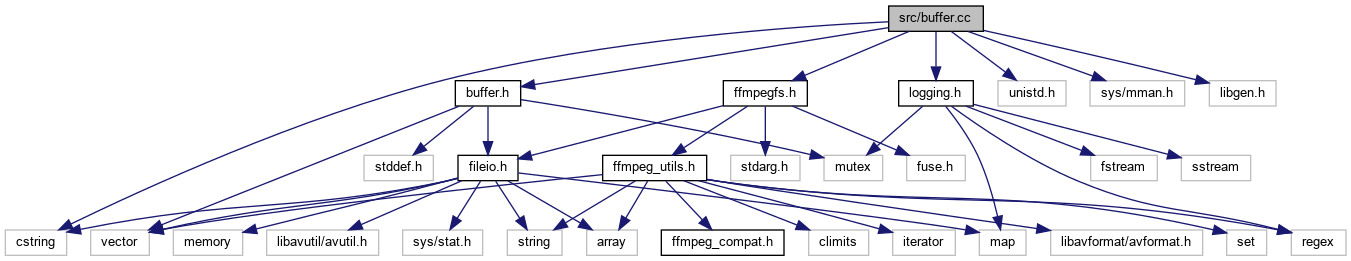 src/buffer.cc
buffer.h
ffmpegfs.h
logging.h
unistd.h
sys/mman.h
libgen.h
stddef.h
fileio.h
ffmpeg_utils.h
stdarg.h
mutex
fuse.h
fstream
sstream
cstring
vector
memory
libavutil/avutil.h
sys/stat.h
string
array
ffmpeg_compat.h
climits
iterator
map
libavformat/avformat.h
set
regex